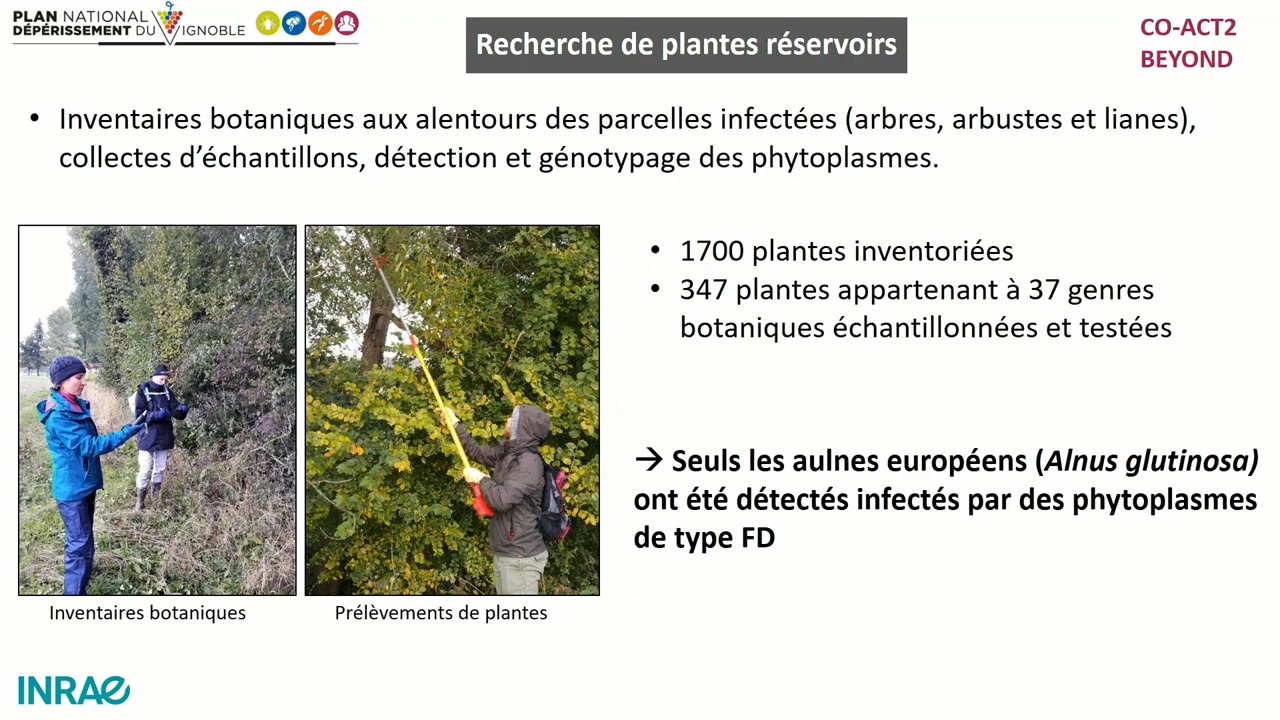 PLAN NATIONAL
DÉPÉRISSEMENT DU VIGNOBLE
Recherche de plantes réservoirs
CO-ACT2
BEYOND
• Inventaires botaniques aux alentours des parcelles infectées (arbres, arbustes et lianes),
collectes d’échantillons, détection et génotypage des phytoplasmes.
• 1700 plantes inventoriées
• 347 plantes appartenant à 37 genres
botaniques échantillonnées et testées
→ Seuls les aulnes européens (Alnus glutinosa)
ont été détectés infectés par des phytoplasmes
de type FD
Inventaires botaniques
Prélèvements de plantes
INRAE